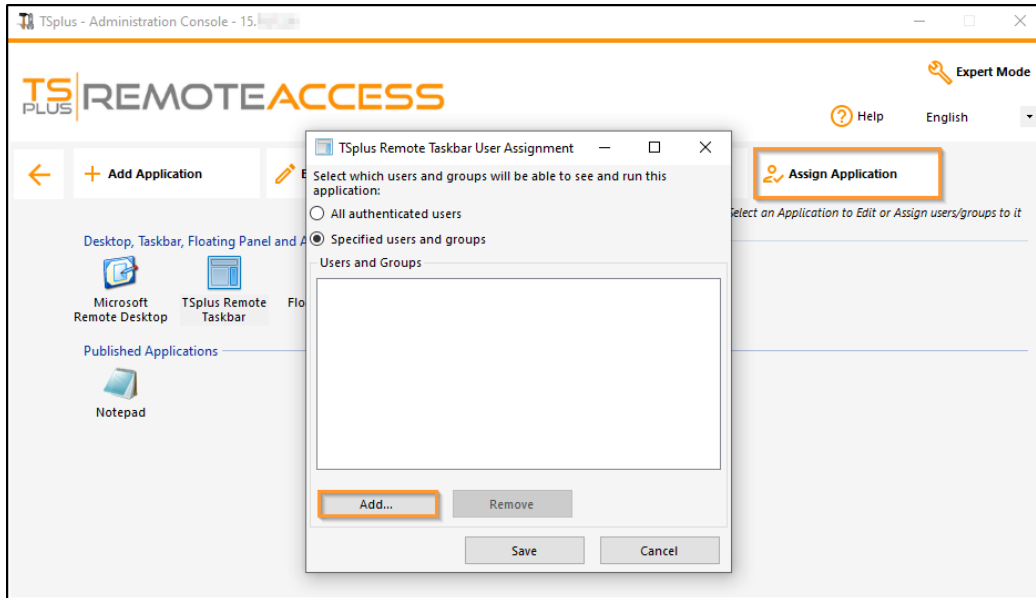 TSplus - Administration Console - 15.
Expert Mode
TS PLUS REMOTE ACCESS
Help
English
TSplus Remote Taskbar User Assignment
Add Application
E
Assign Application
Select which users and groups will be able to see and run this
application:
All authenticated users
Select an Application to Edit or Assign users/groups to it
Specified users and groups
Desktop, Taskbar, Floating Panel and A
Users and Groups
Microsoft
Remote Desktop
TSplus Remote
Taskbar
Flo
Published Applications
Notepad
Add...
Remove
Save
Cancel